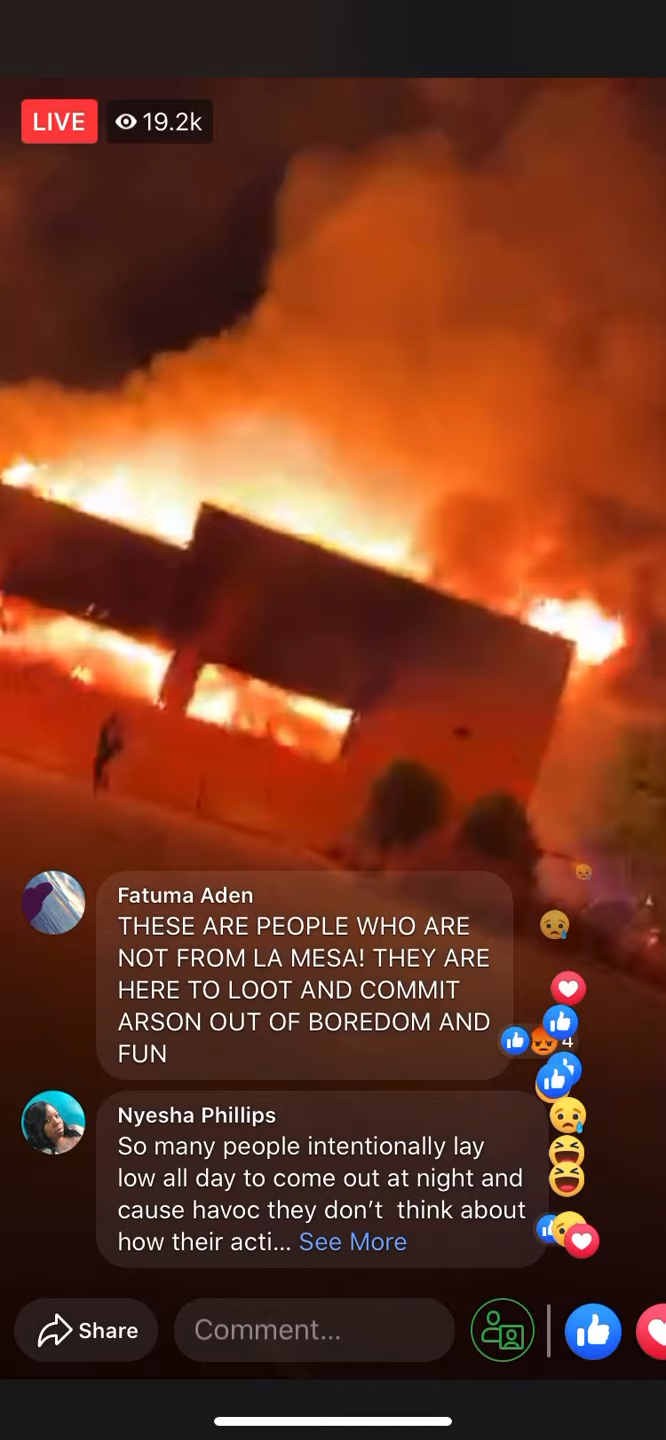 LIVE 19.2k
Fatuma Aden
THESE ARE PEOPLE WHO ARE
NOT FROM LA MESA! THEY ARE
HERE TO LOOT AND COMMIT
ARSON OUT OF BOREDOM AND
FUN
4
Nyesha Phillips
So many people intentionally lay
low all day to come out at night and
cause havoc they don’t  think about
how their acti... See More
Share
Comment...